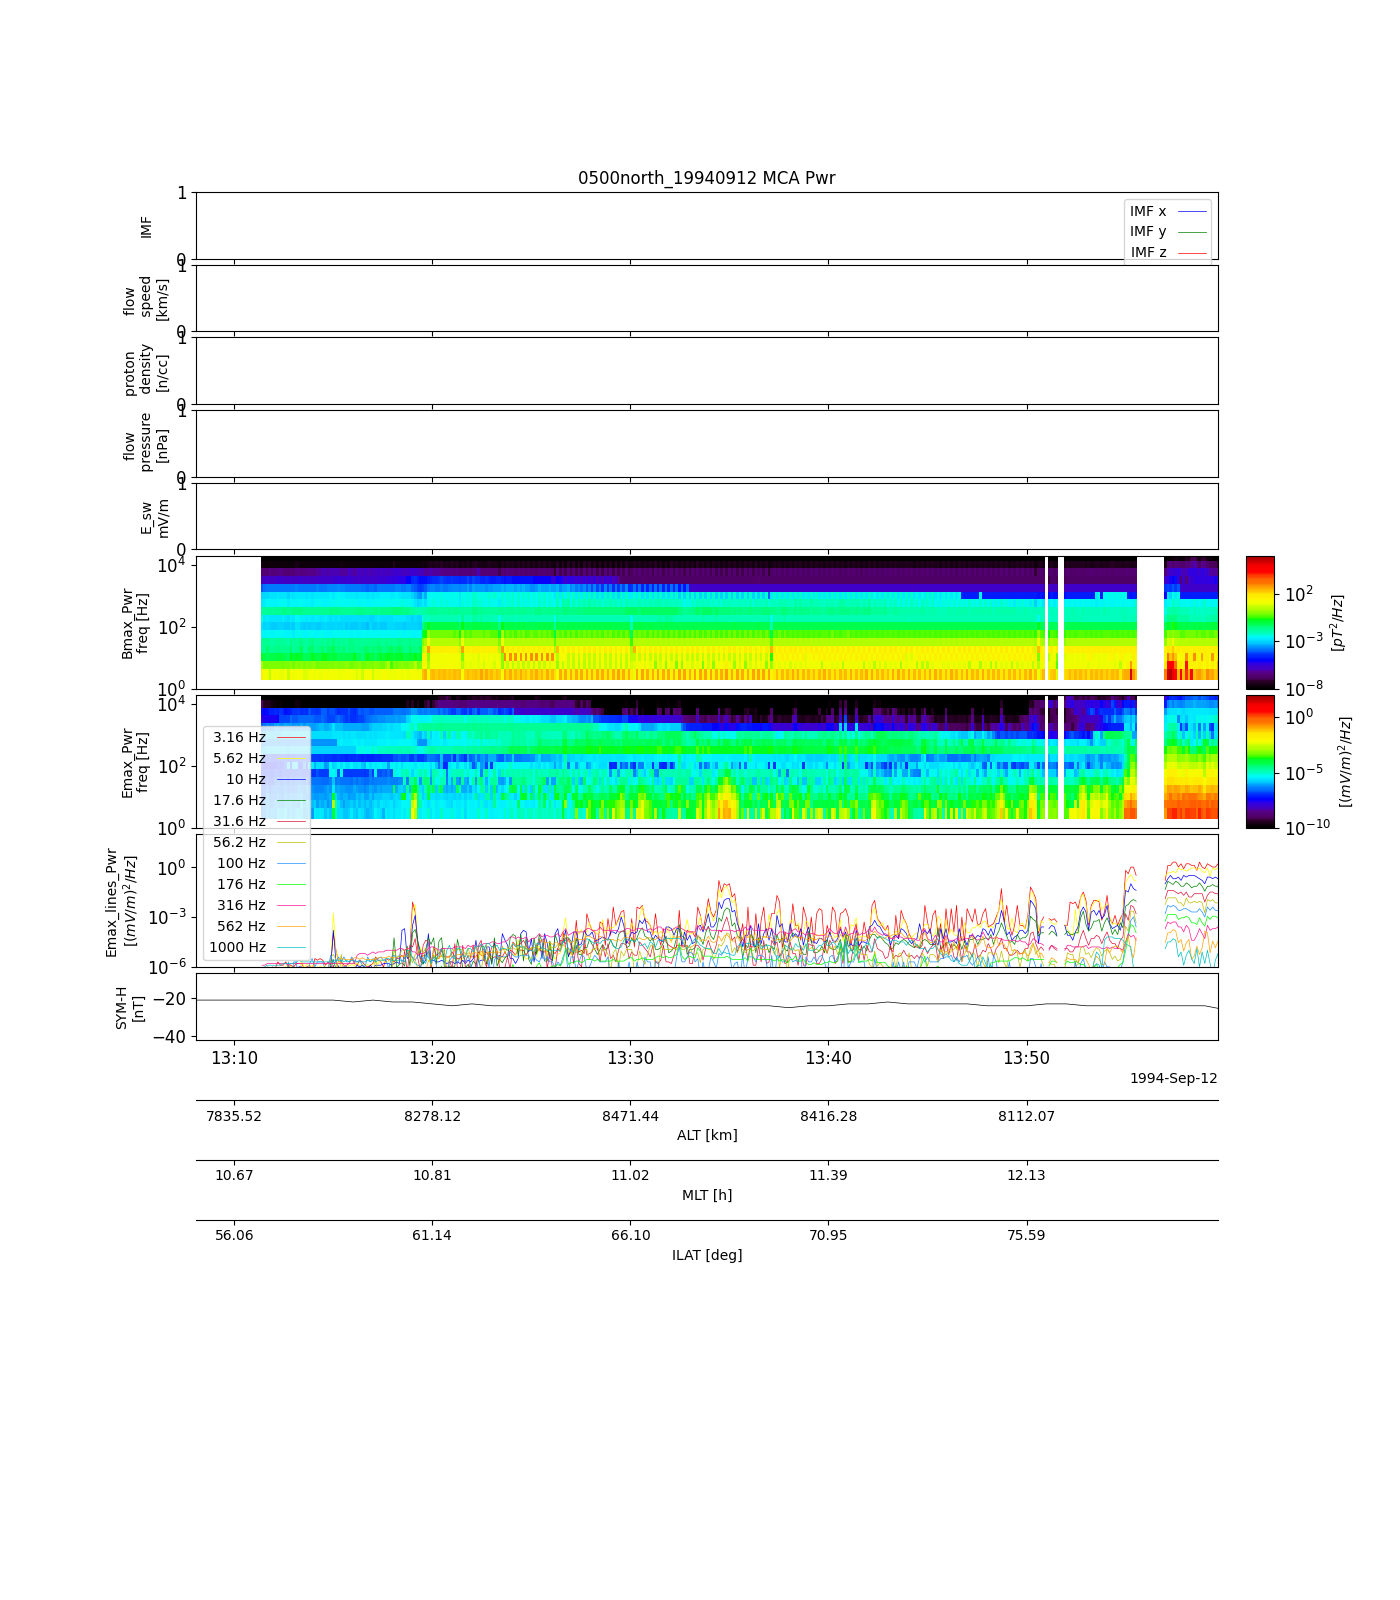 0500north_19940912 MCA Pwr
1
IMF
0
IMF x
IMF y
IMF z
1
flow
speed
[km/s]
0
1
proton
density
[n/cc]
0
1
flow
pressure
[nPa]
0
1
E_sw
mV/m
0
10^4
10^2
10^0
Bmax_Pwr
freq [Hz]
10^2
10^-3
10^-8
[pT^2/Hz]
10^4
10^2
10^0
Emax_Pwr
freq [Hz]
10^0
10^-5
10^-10
[(mV/m)^2/Hz]
3.16 Hz
5.62 Hz
10 Hz
17.6 Hz
31.6 Hz
56.2 Hz
100 Hz
176 Hz
316 Hz
562 Hz
1000 Hz
10^0
10^-3
10^-6
Emax_lines_Pwr
[(mV/m)^2/Hz]
−20
−40
SYM-H
[nT]
13:10 13:20 13:30 13:40 13:50
1994-Sep-12
7835.52 8278.12 8471.44 8416.28 8112.07
ALT [km]
10.67 10.81 11.02 11.39 12.13
MLT [h]
56.06 61.14 66.10 70.95 75.59
ILAT [deg]